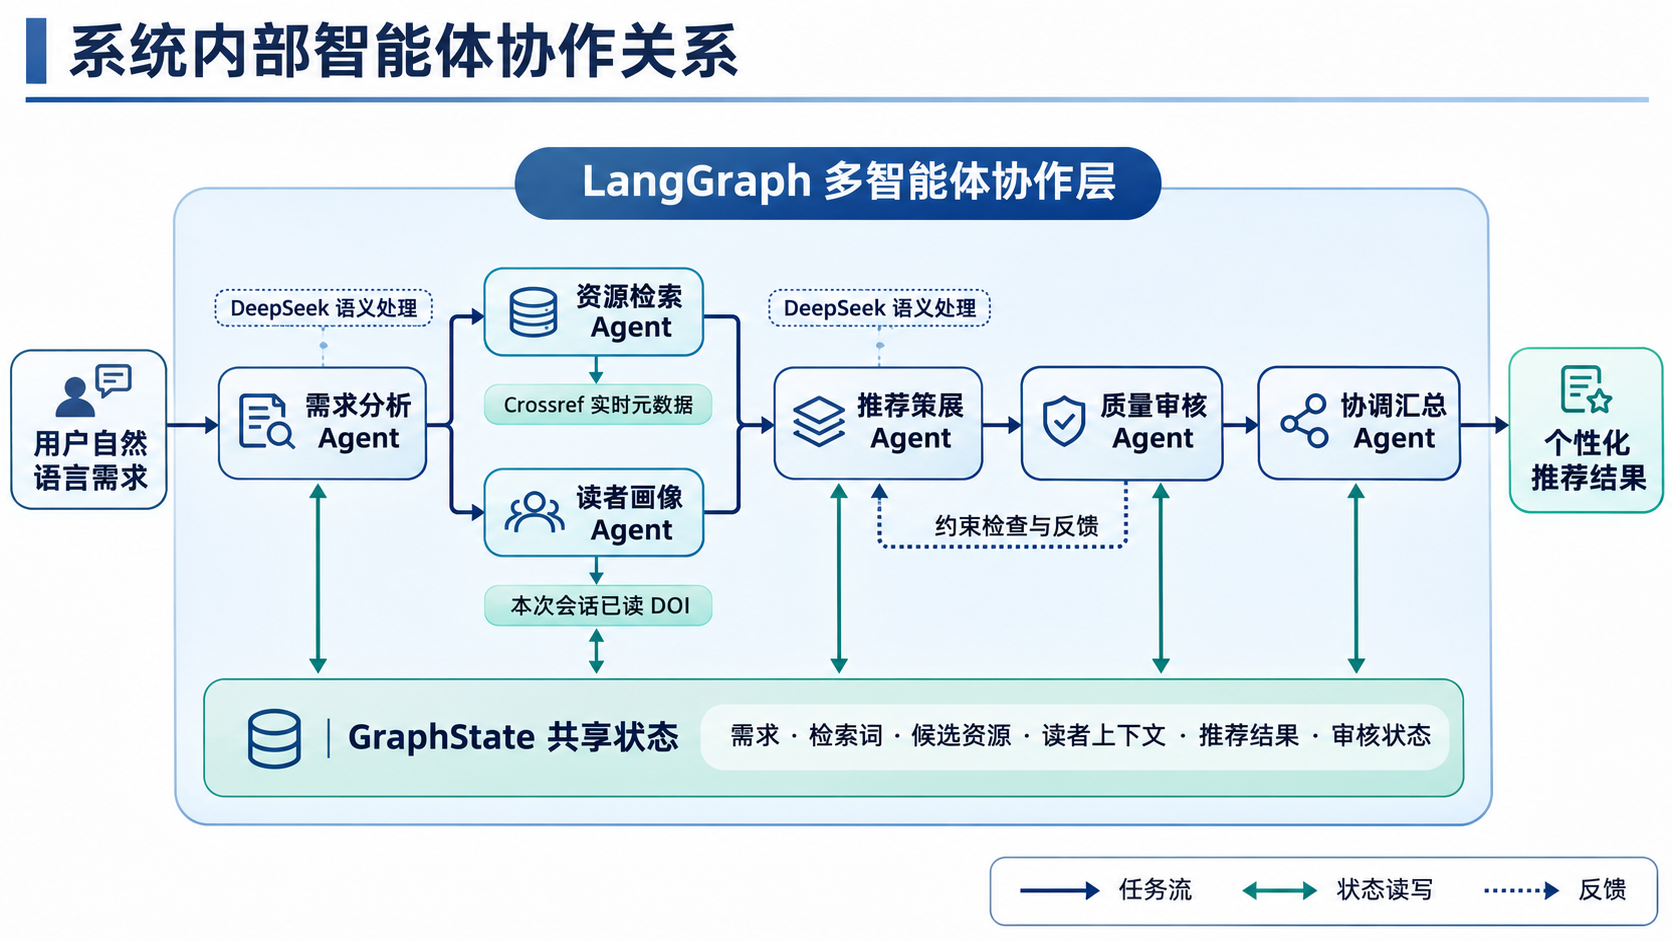 系统内部智能体协作关系
LangGraph 多智能体协作层
用户自然
语言需求
DeepSeek 语义处理
需求分析
Agent
资源检索
Agent
Crossref 实时元数据
读者画像
Agent
本次会话已读 DOI
DeepSeek 语义处理
推荐策展
Agent
质量审核
Agent
约束检查与反馈
协调汇总
Agent
个性化
推荐结果
GraphState 共享状态
需求 · 检索词 · 候选资源 · 读者上下文 · 推荐结果 · 审核状态
任务流
状态读写
反馈